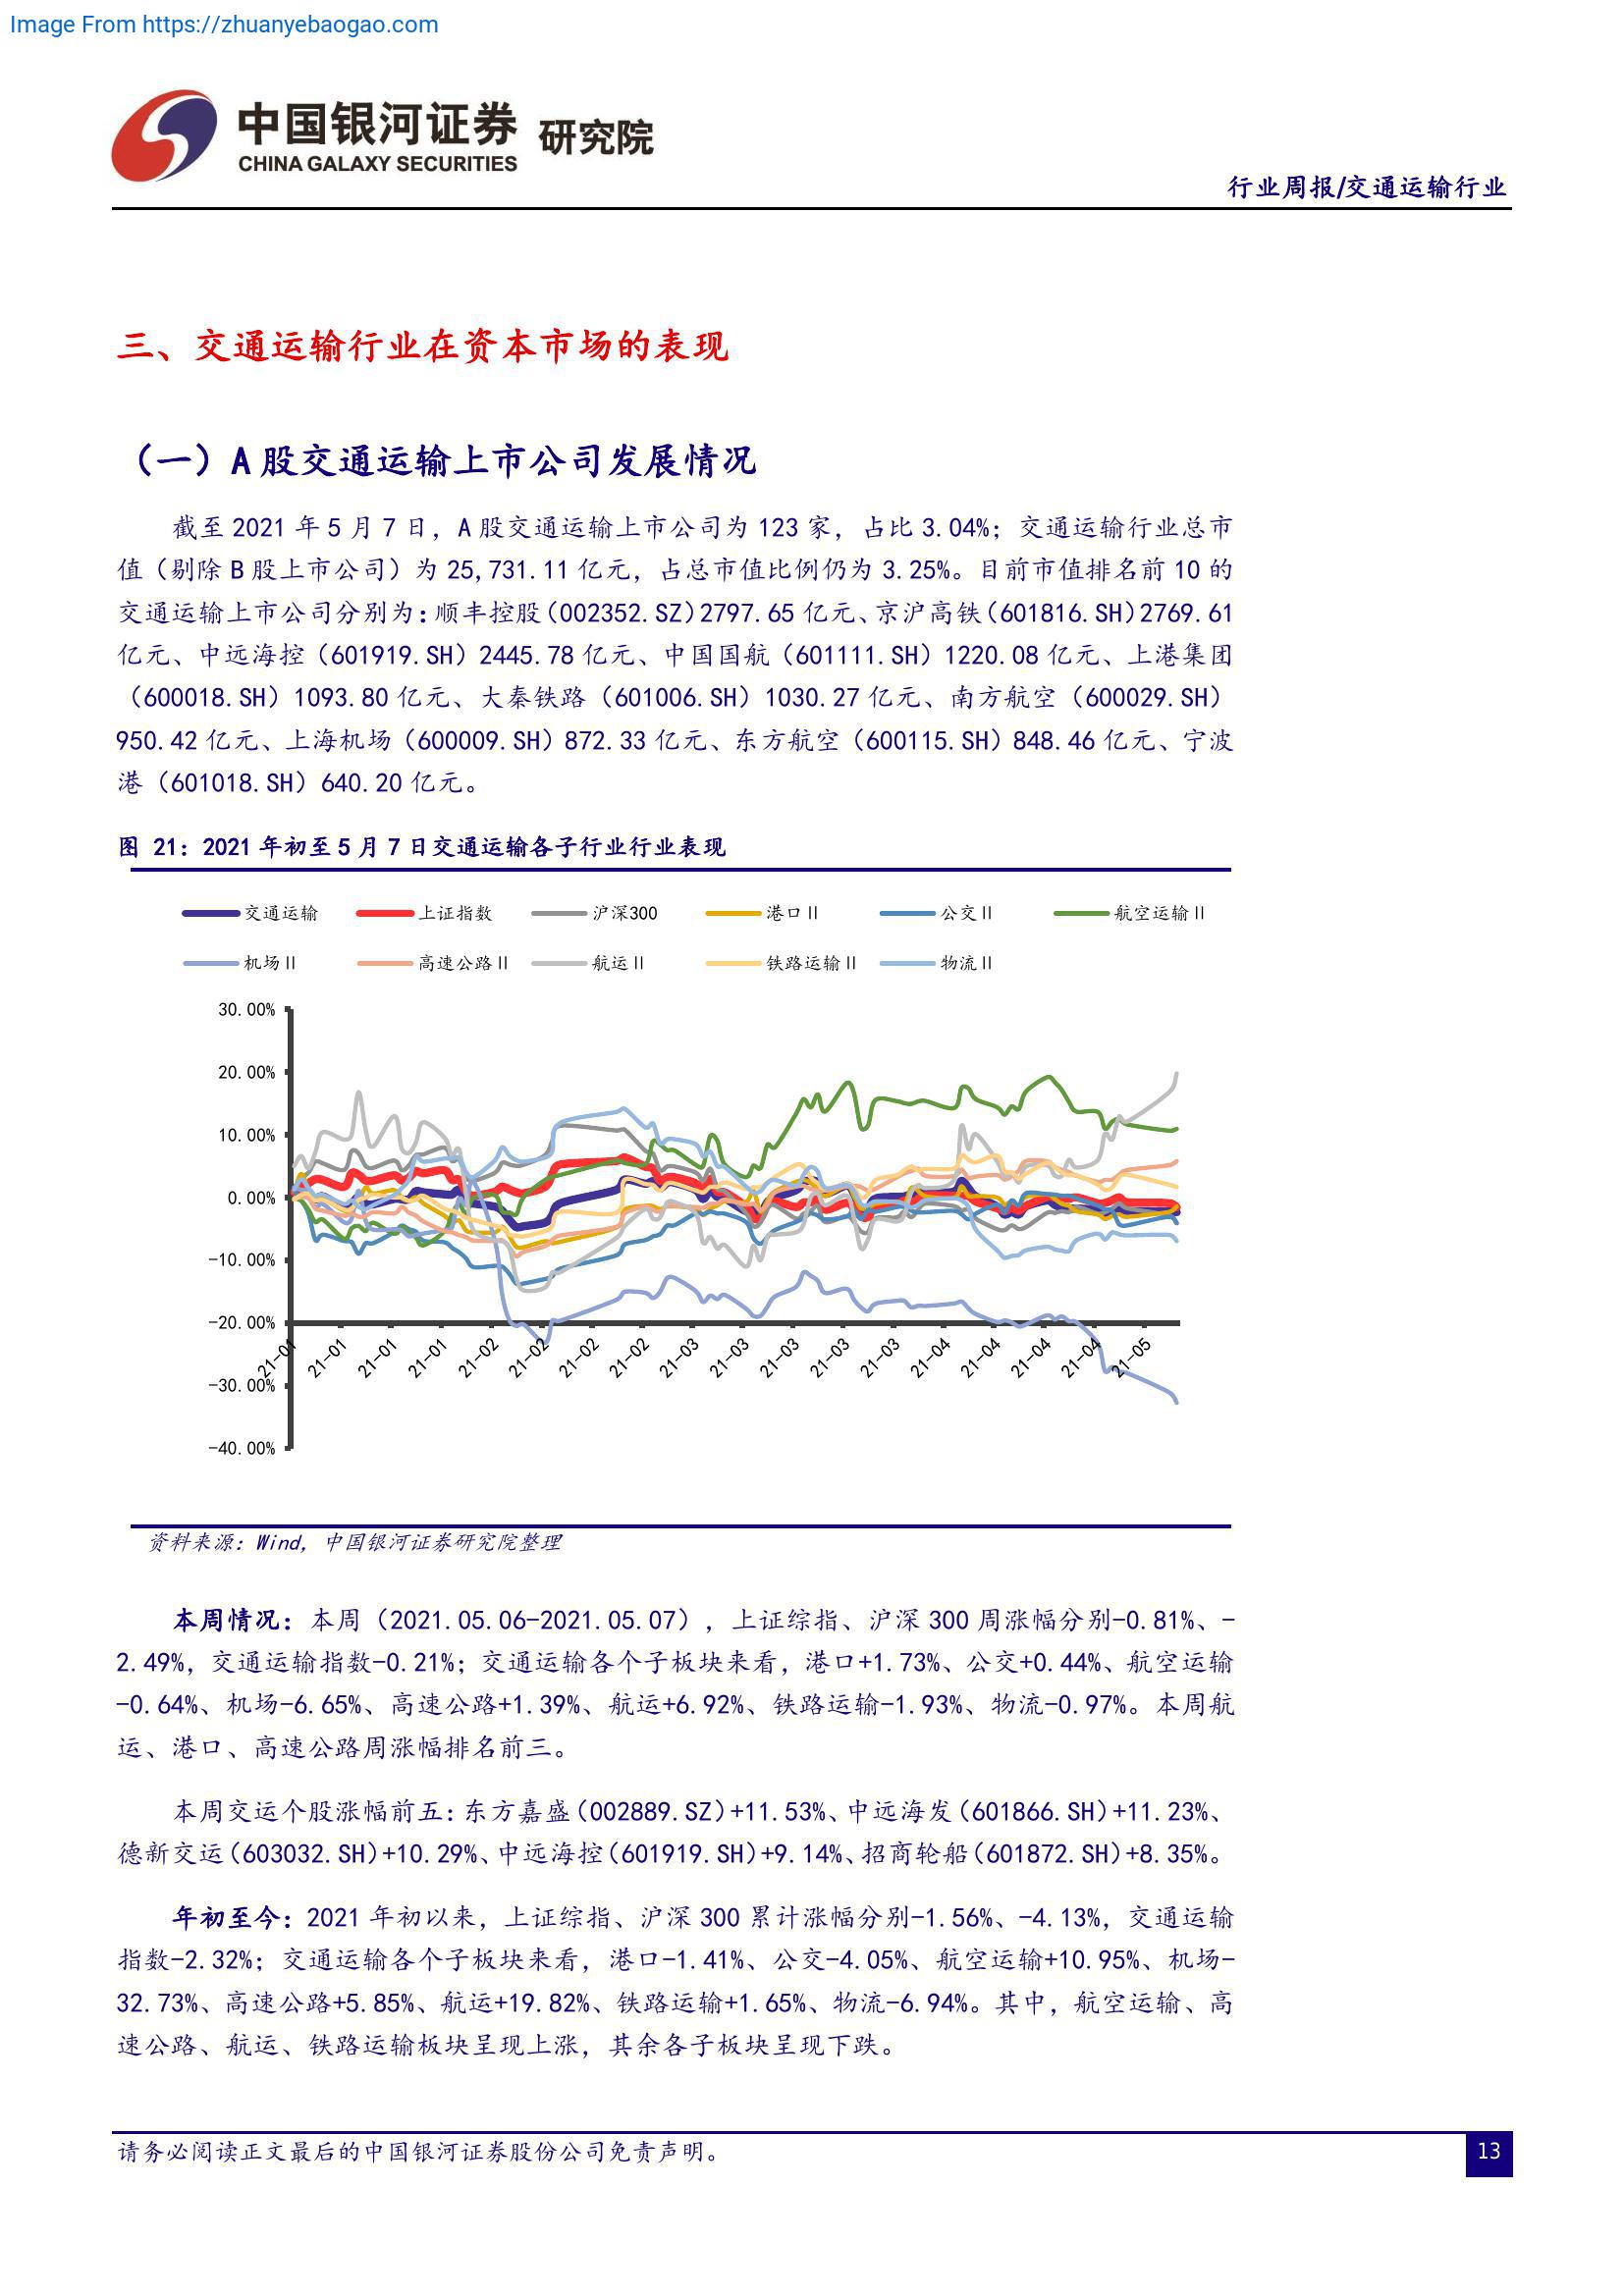 Image From https://zhuanyebaogao.com
中国银河证券 研究院
CHINA GALAXY SECURITIES
行业周报/交通运输行业
三、交通运输行业在资本市场的表现
（一）A 股交通运输上市公司发展情况
截至 2021 年 5 月 7 日，A 股交通运输上市公司为 123 家，占比 3.04%；交通运输行业总市
值（剔除 B 股上市公司）为 25,731.11 亿元，占总市值比例仍为 3.25%。目前市值排名前 10 的
交通运输上市公司分别为：顺丰控股（002352.SZ）2797.65 亿元、京沪高铁（601816.SH）2769.61
亿元、中远海控（601919.SH）2445.78 亿元、中国国航（601111.SH）1220.08 亿元、上港集团
（600018.SH）1093.80 亿元、大秦铁路（601006.SH）1030.27 亿元、南方航空（600029.SH）
950.42 亿元、上海机场（600009.SH）872.33 亿元、东方航空（600115.SH）848.46 亿元、宁波
港（601018.SH）640.20 亿元。
图 21：2021 年初至 5 月 7 日交通运输各子行业行业表现
交通运输 上证指数 沪深300 港口Ⅱ 公交Ⅱ 航空运输Ⅱ
机场Ⅱ 高速公路Ⅱ 航运Ⅱ 铁路运输Ⅱ 物流Ⅱ
30.00%
20.00%
10.00%
0.00%
-10.00%
-20.00%
-30.00%
-40.00%
21-01 21-01 21-01 21-01 21-02 21-02 21-02 21-02 21-03 21-03 21-03 21-03 21-03 21-04 21-04 21-04 21-04 21-05
资料来源：Wind，中国银河证券研究院整理
本周情况：本周（2021.05.06-2021.05.07），上证综指、沪深 300 周涨幅分别-0.81%、-
2.49%，交通运输指数-0.21%；交通运输各个子板块来看，港口+1.73%、公交+0.44%、航空运输
-0.64%、机场-6.65%、高速公路+1.39%、航运+6.92%、铁路运输-1.93%、物流-0.97%。本周航
运、港口、高速公路周涨幅排名前三。
本周交运个股涨幅前五：东方嘉盛（002889.SZ）+11.53%、中远海发（601866.SH）+11.23%、
德新交运（603032.SH）+10.29%、中远海控（601919.SH）+9.14%、招商轮船（601872.SH）+8.35%。
年初至今：2021 年初以来，上证综指、沪深 300 累计涨幅分别-1.56%、-4.13%，交通运输
指数-2.32%；交通运输各个子板块来看，港口-1.41%、公交-4.05%、航空运输+10.95%、机场-
32.73%、高速公路+5.85%、航运+19.82%、铁路运输+1.65%、物流-6.94%。其中，航空运输、高
速公路、航运、铁路运输板块呈现上涨，其余各子板块呈现下跌。
请务必阅读正文最后的中国银河证券股份公司免责声明。
13